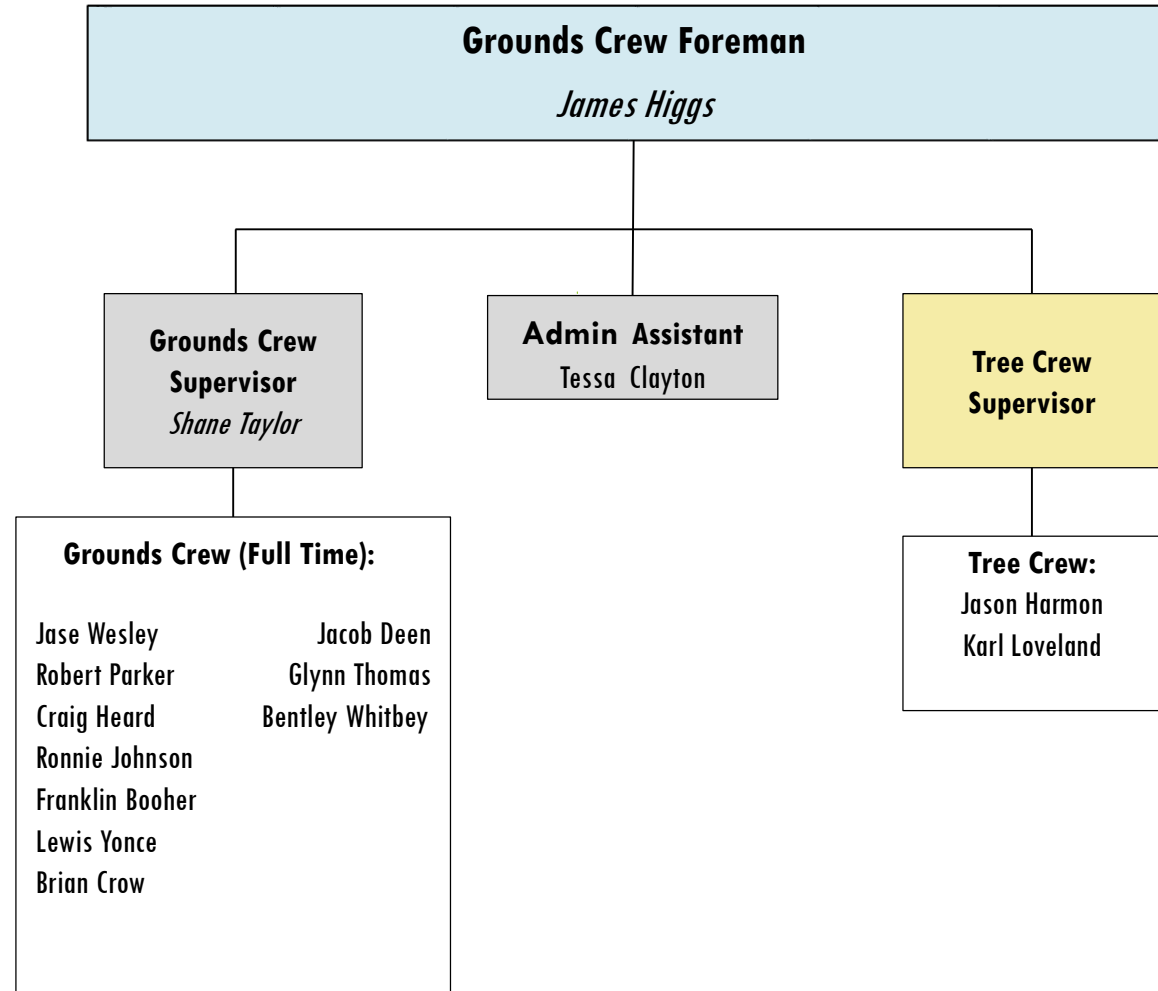 Grounds Crew Foreman
James Higgs
Grounds Crew
Supervisor
Shane Taylor
Admin Assistant
Tessa Clayton
Tree Crew
Supervisor
Grounds Crew (Full Time):
Jase Wesley Jacob Deen
Robert Parker Glynn Thomas
Craig Heard Bentley Whitbey
Ronnie Johnson
Franklin Booher
Lewis Yonce
Brian Crow
Tree Crew:
Jason Harmon
Karl Loveland